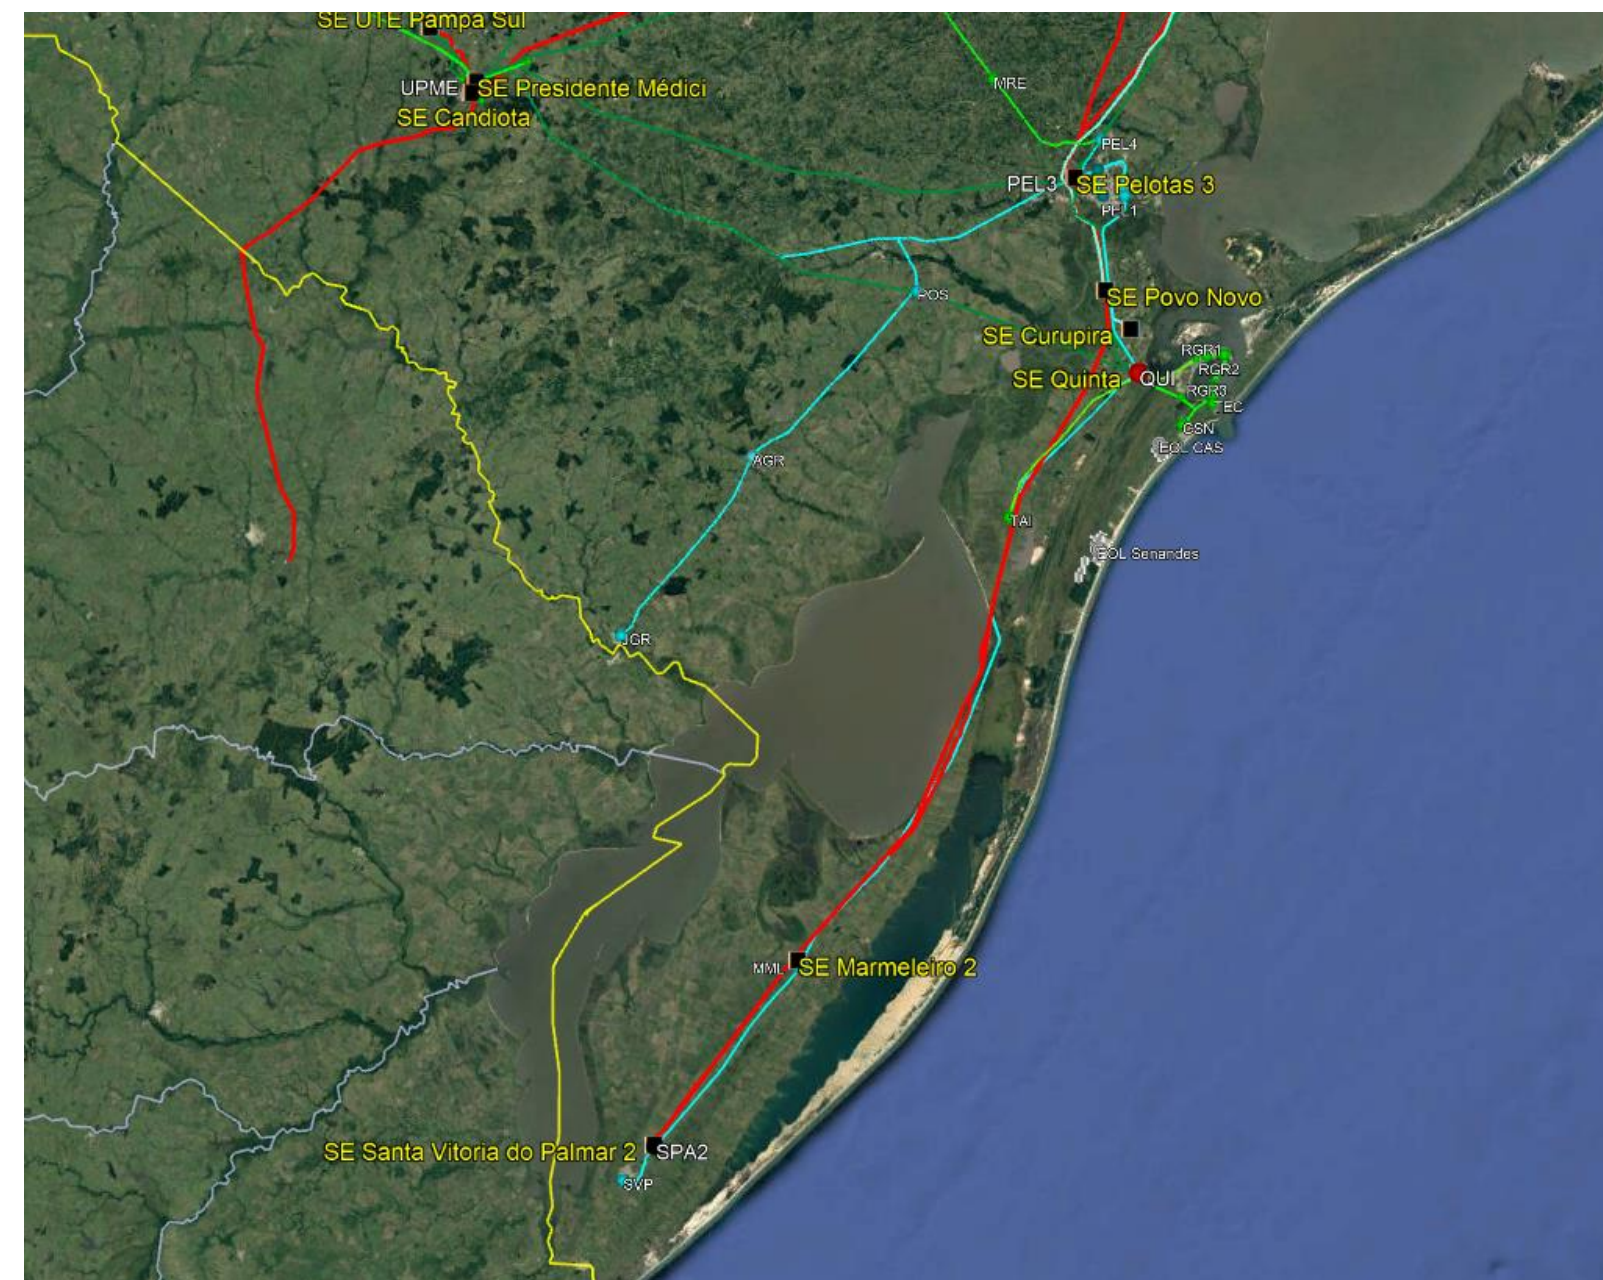 SE UTE Pampa Sul
UPME
SE Presidente Médici
SE Candiota
MRE
PEL4
PEL3
SE Pelotas 3
PEL1
POS
SE Povo Novo
SE Curupira
RGR1
SE Quinta
QUI
RGR2
RGR3
TEC
CSN
EOL CAS
AGR
TAI
EOL Senandes
JGR
MML
SE Marmeleiro 2
SE Santa Vitoria do Palmar 2
SPA2
SVP